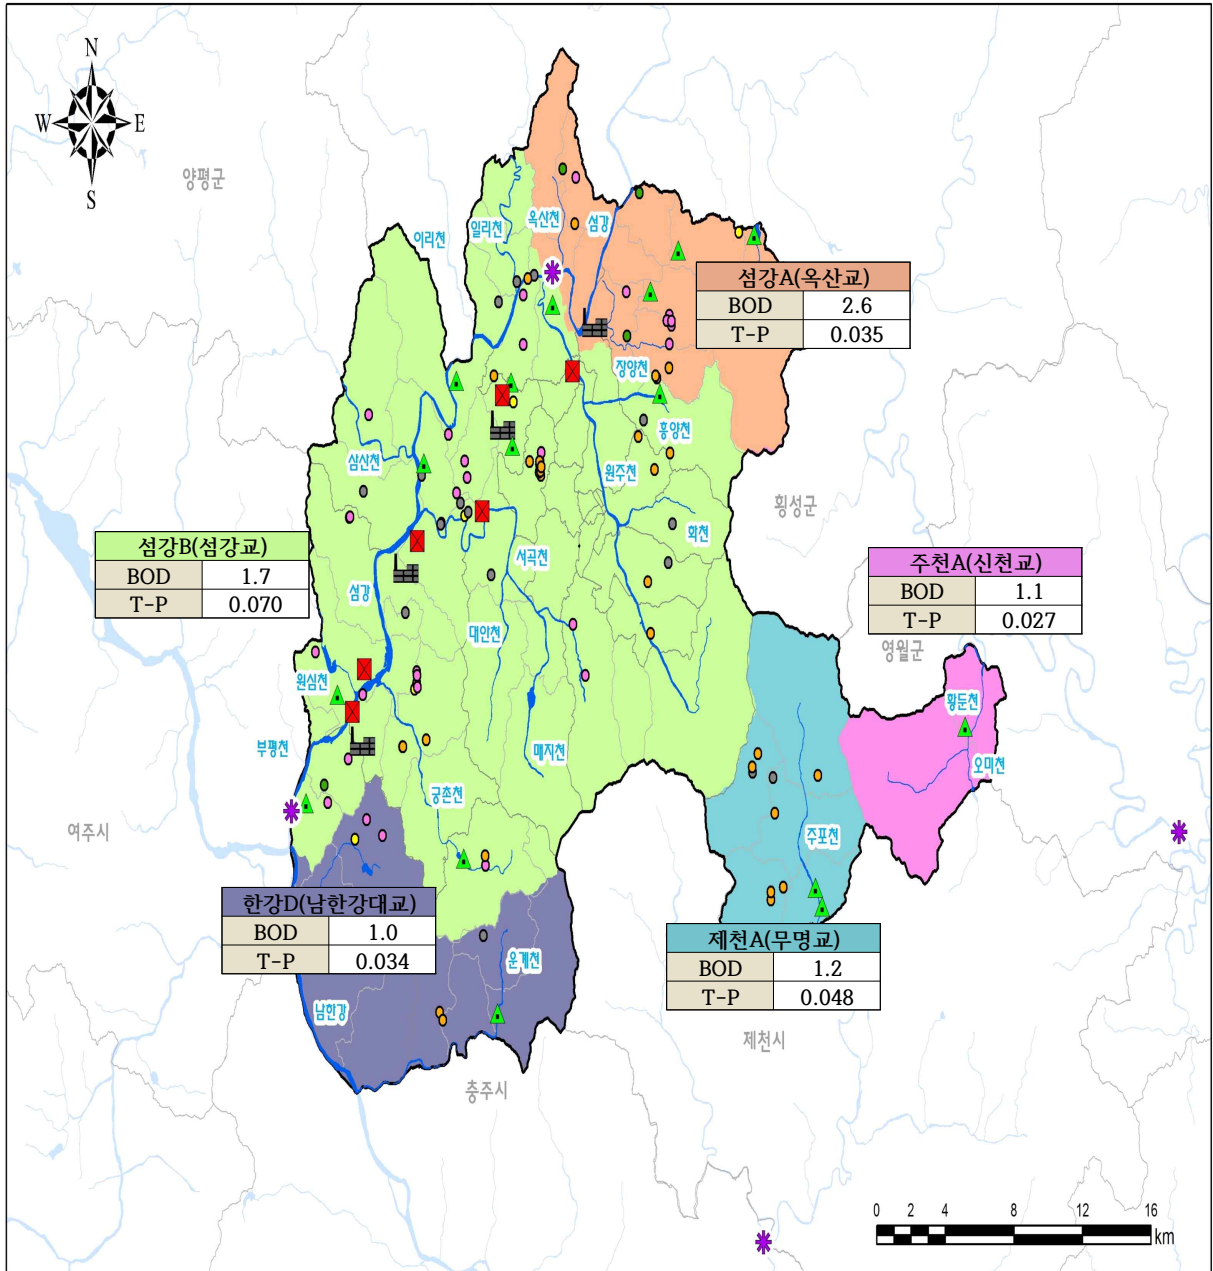 N
W E
S
양평군
이리천
일리천
옥산천
섬강
섬강A(옥산교)
BOD 2.6
T-P 0.035
장양천
흥양천
삼산천
원주천
횡성군
화천
서곡천
섬강B(섬강교)
BOD 1.7
T-P 0.070
주천A(신천교)
BOD 1.1
T-P 0.027
섬강
대안천
영월군
원심천
황둔천
부평천
매지천
오미천
궁촌천
여주시
주포천
한강D(남한강대교)
BOD 1.0
T-P 0.034
제천A(무명교)
BOD 1.2
T-P 0.048
운계천
남한강
제천시
충주시
0 2 4 8 12 16
km